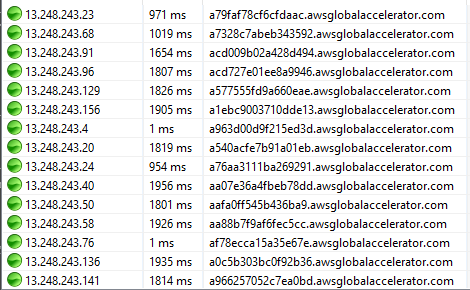 13.248.243.23 971 ms a79faf78cf6cfdaac.awsglobalaccelerator.com
13.248.243.68 1019 ms a7328c7abeb343592.awsglobalaccelerator.com
13.248.243.91 1654 ms acd009b02a428d494.awsglobalaccelerator.com
13.248.243.96 1807 ms acd727e01ee8a9946.awsglobalaccelerator.com
13.248.243.129 1826 ms a577555fd9a660eae.awsglobalaccelerator.com
13.248.243.156 1905 ms a1ebc9003710dde13.awsglobalaccelerator.com
13.248.243.4 1 ms a963d00d9f215ed3d.awsglobalaccelerator.com
13.248.243.20 1819 ms a540acfe7b91a01eb.awsglobalaccelerator.com
13.248.243.24 954 ms a76aa3111ba269291.awsglobalaccelerator.com
13.248.243.40 1956 ms aa07e36a4fbeb78dd.awsglobalaccelerator.com
13.248.243.50 1801 ms aafa0ff545b436ba9.awsglobalaccelerator.com
13.248.243.58 1926 ms aa88b7f9af6fec5cc.awsglobalaccelerator.com
13.248.243.76 1 ms af78ecca15a35e67e.awsglobalaccelerator.com
13.248.243.136 1935 ms a0c5b303bc0f92b36.awsglobalaccelerator.com
13.248.243.141 1814 ms a966257052c7ea0bd.awsglobalaccelerator.com